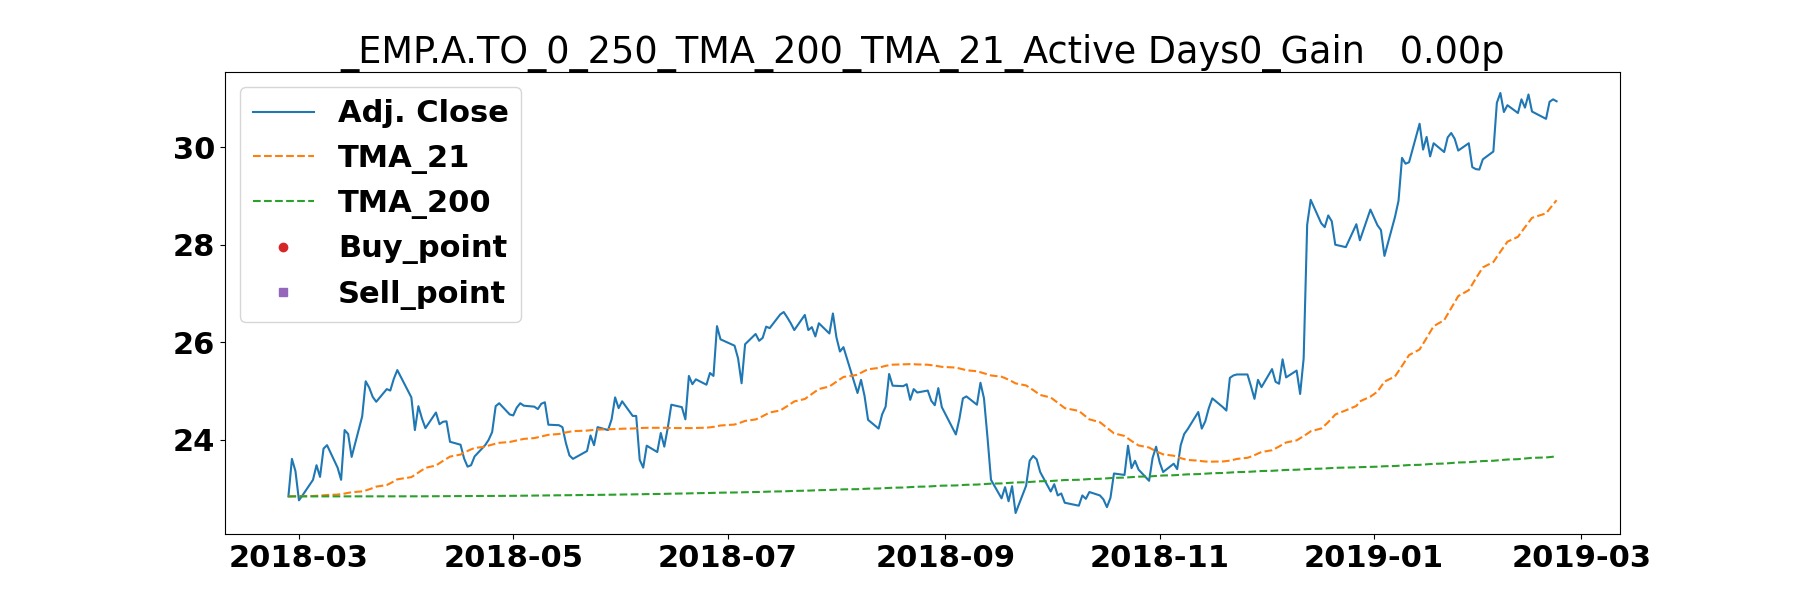 _EMP.A.TO_0_250_TMA_200_TMA_21_Active Days0_Gain   0.00p
Adj. Close
TMA_21
TMA_200
Buy_point
Sell_point
30
28
26
24
2018-03 2018-05 2018-07 2018-09 2018-11 2019-01 2019-03